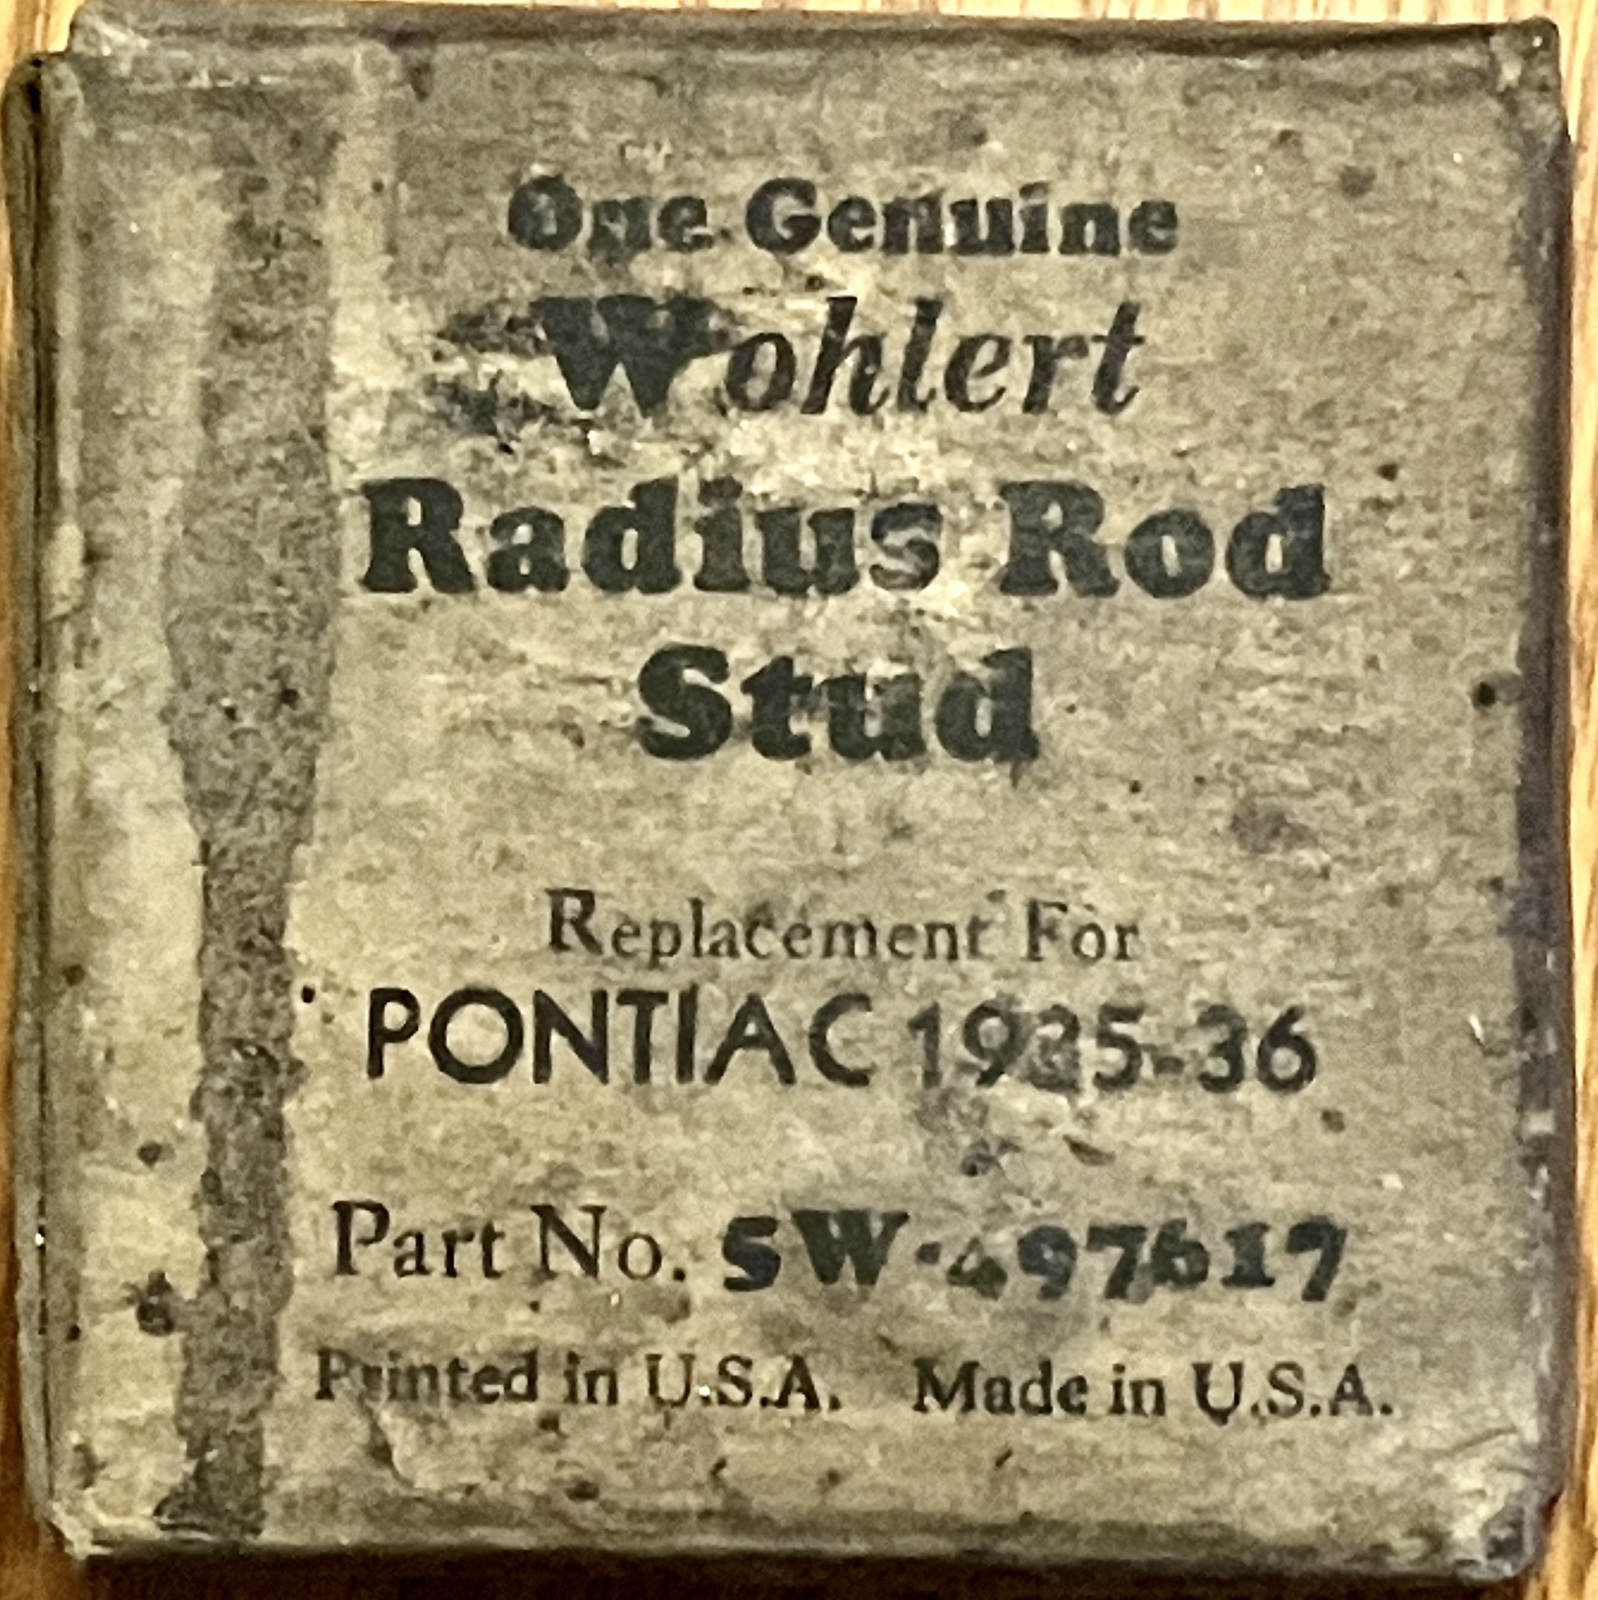 One Genuine
Wohlert
Radius Rod
Stud
Replacement For
PONTIAC 1935-36
Part No. SW-497617
Printed in U.S.A. Made in U.S.A.